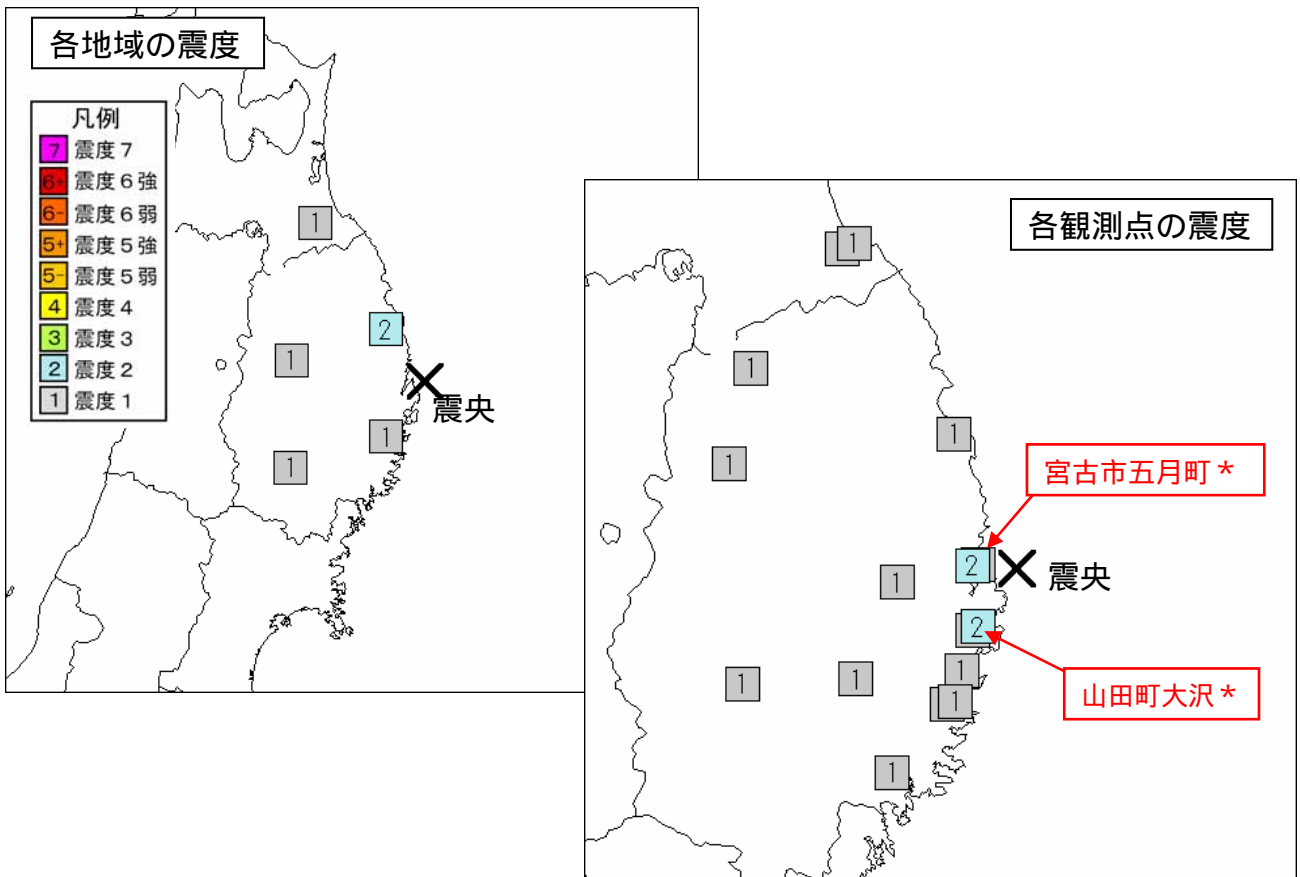 各地域の震度
凡例
7 震度7
6+ 震度6強
6- 震度6弱
5+ 震度5強
5- 震度5弱
4 震度4
3 震度3
2 震度2
1 震度1
1
2
1
震央
1
1
各観測点の震度
1
1
1
1
宮古市五月町*
2
震央
1
2
1
1
1
山田町大沢*
1
1